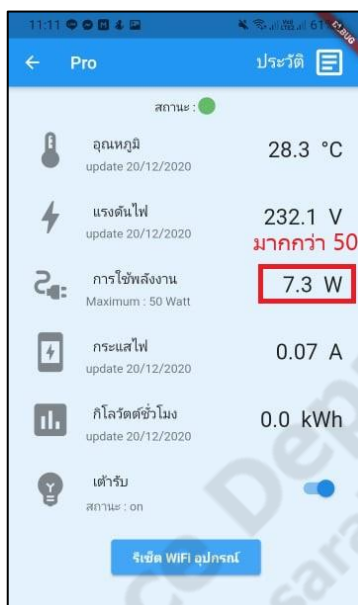 11:11
61
DEBUG
Pro
ประวัติ
สถานะ :
อุณหภูมิ
28.3 °C
update 20/12/2020
แรงดันไฟ
232.1 V
update 20/12/2020
มากกว่า 50
การใช้พลังงาน
7.3 W
Maximum : 50 Watt
กระแสไฟ
0.07 A
update 20/12/2020
กิโลวัตต์ชั่วโมง
0.0 kWh
update 20/12/2020
เต้ารับ
สถานะ : on
รีเซ็ต WiFi อุปกรณ์